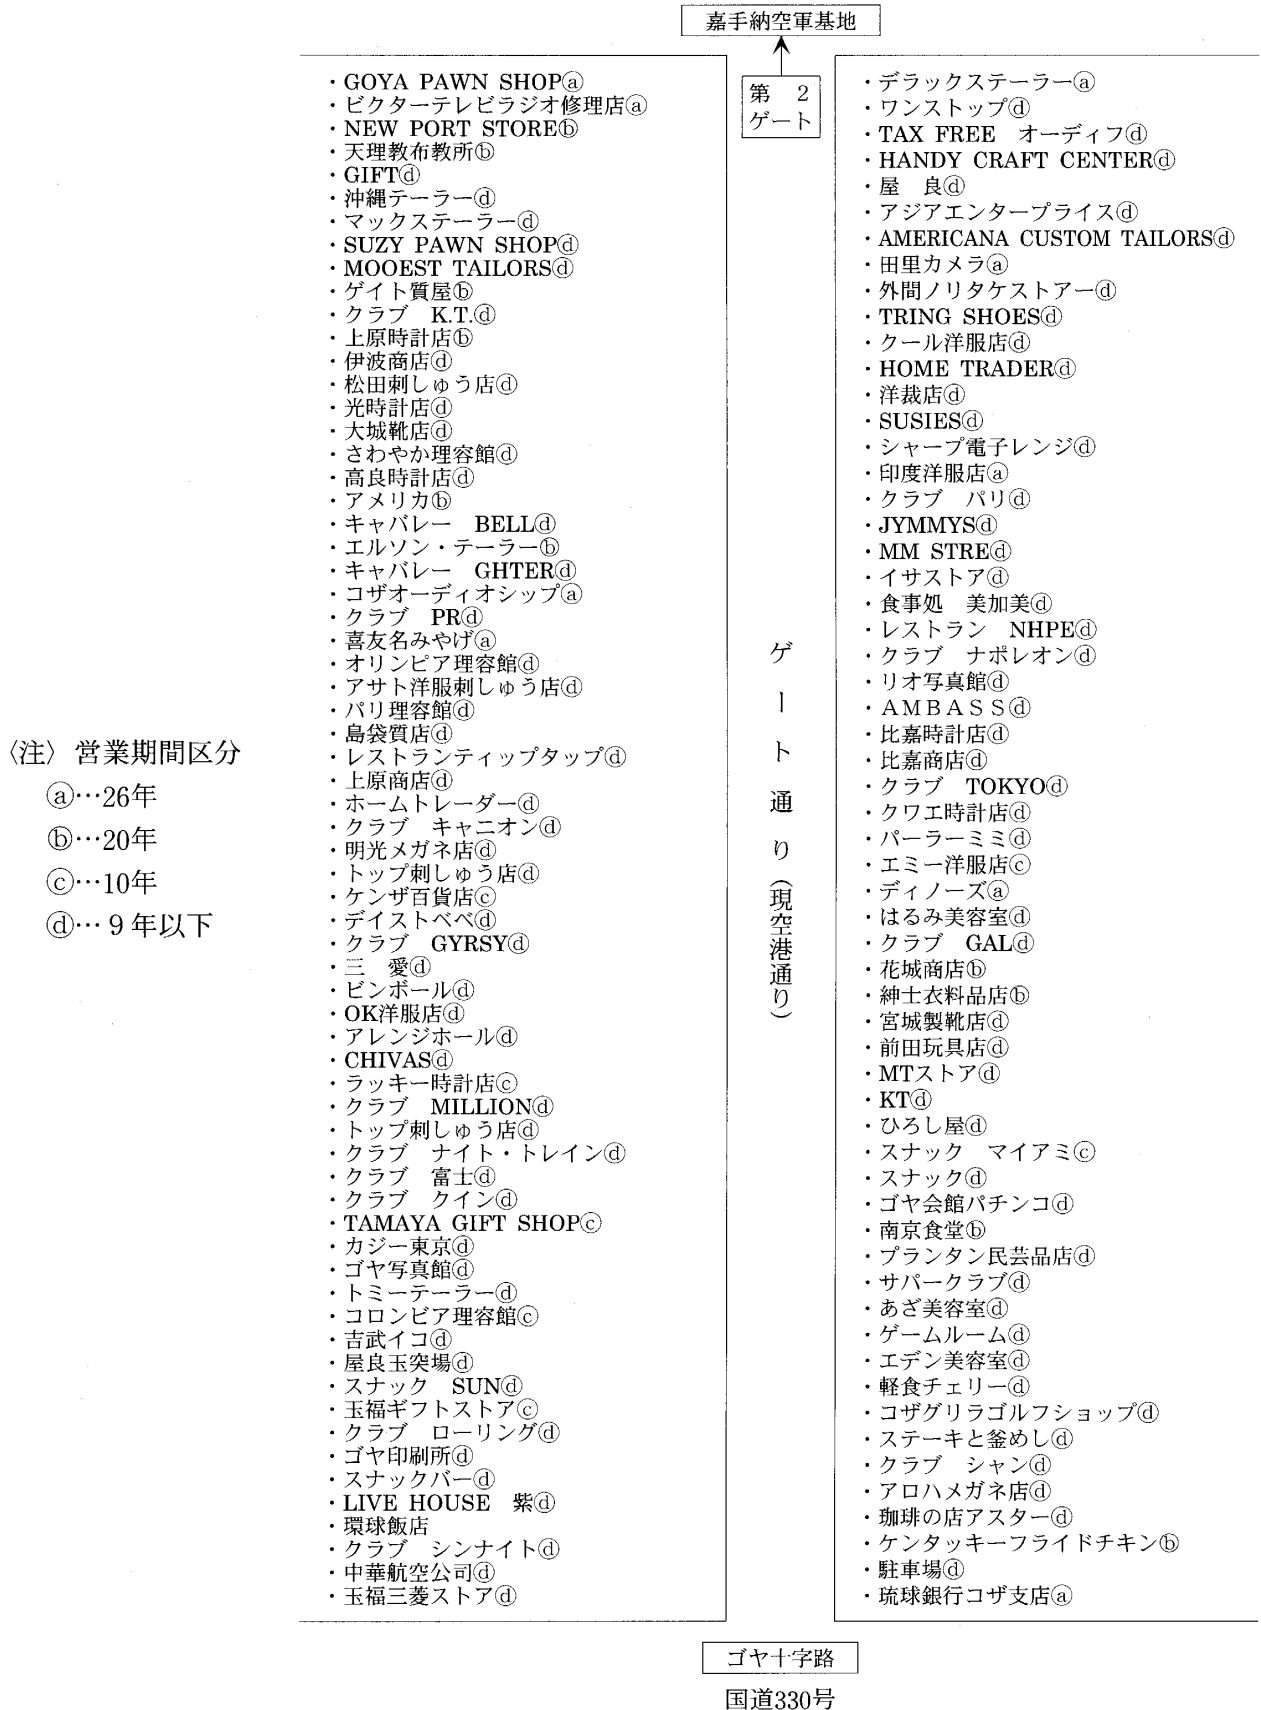 嘉手納空軍基地
第 2
ゲート
・GOYA PAWN SHOPⓐ
・ビクターテレビラジオ修理店ⓐ
・NEW PORT STOREⓑ
・天理教布教所ⓑ
・GIFTⓓ
・沖縄テーラーⓓ
・マックステーラーⓓ
・SUZY PAWN SHOPⓓ
・MOOEST TAILORSⓓ
・ゲイト質屋ⓑ
・クラブ K.T.ⓓ
・上原時計店ⓑ
・伊波商店ⓓ
・松田刺しゅう店ⓓ
・光時計店ⓓ
・大城靴店ⓓ
・さわやか理容館ⓓ
・高良時計店ⓓ
・アメリカⓑ
・キャバレー BELLⓓ
・エルソン・テーラーⓑ
・キャバレー GHTERⓓ
・コザオーディオシップⓐ
・クラブ PRⓓ
・喜友名みやげⓐ
・オリンピア理容館ⓓ
・アサト洋服刺しゅう店ⓓ
・パリ理容館ⓓ
・島袋質店ⓓ
・レストランティップタップⓓ
・上原商店ⓓ
・ホームトレーダーⓓ
・クラブ キャニオンⓓ
・明光メガネ店ⓓ
・トップ刺しゅう店ⓓ
・ケンザ百貨店ⓒ
・デイストベベⓓ
・クラブ GYRSYⓓ
・三 愛ⓓ
・ビンボールⓓ
・OK洋服店ⓓ
・アレンジホールⓓ
・CHIVASⓓ
・ラッキー時計店ⓒ
・クラブ MILLIONⓓ
・トップ刺しゅう店ⓓ
・クラブ ナイト・トレインⓓ
・クラブ 富士ⓓ
・クラブ クインⓓ
・TAMAYA GIFT SHOPⓒ
・カジー東京ⓓ
・ゴヤ写真館ⓓ
・トミーテーラーⓓ
・コロンビア理容館ⓒ
・吉武イコⓓ
・屋良玉突場ⓓ
・スナック SUNⓓ
・玉福ギフトストアⓒ
・クラブ ローリングⓓ
・ゴヤ印刷所ⓓ
・スナックバーⓓ
・LIVE HOUSE 紫ⓓ
・環球飯店
・クラブ シンナイトⓓ
・中華航空公司ⓓ
・玉福三菱ストアⓓ
ゲート通り(現空港通り)
・デラックステーラーⓐ
・ワンストップⓓ
・TAX FREE オーディフⓓ
・HANDY CRAFT CENTERⓓ
・屋 良ⓓ
・アジアエンタープライスⓓ
・AMERICANA CUSTOM TAILORSⓓ
・田里カメラⓐ
・外間ノリタケストアーⓓ
・TRING SHOESⓓ
・クール洋服店ⓓ
・HOME TRADERⓓ
・洋裁店ⓓ
・SUSIESⓓ
・シャープ電子レンジⓓ
・印度洋服店ⓐ
・クラブ パリⓓ
・JYMMYSⓓ
・MM STREⓓ
・イサストアⓓ
・食事処 美加美ⓓ
・レストラン NHPEⓓ
・クラブ ナポレオンⓓ
・リオ写真館ⓓ
・ＡＭＢＡＳＳⓓ
・比嘉時計店ⓓ
・比嘉商店ⓓ
・クラブ TOKYOⓓ
・クワエ時計店ⓓ
・パーラーミミⓓ
・エミー洋服店ⓒ
・ディノーズⓐ
・はるみ美容室ⓓ
・クラブ GALⓓ
・花城商店ⓑ
・紳士衣料品店ⓑ
・宮城製靴店ⓓ
・前田玩具店ⓓ
・MTストアⓓ
・KTⓓ
・ひろし屋ⓓ
・スナック マイアミⓒ
・スナックⓓ
・ゴヤ会館パチンコⓓ
・南京食堂ⓑ
・プランタン民芸品店ⓓ
・サパークラブⓓ
・あざ美容室ⓓ
・ゲームルームⓓ
・エデン美容室ⓓ
・軽食チェリーⓓ
・コザグリラゴルフショップⓓ
・ステーキと釜めしⓓ
・クラブ シャンⓓ
・アロハメガネ店ⓓ
・珈琲の店アスターⓓ
・ケンタッキーフライドチキンⓑ
・駐車場ⓓ
・琉球銀行コザ支店ⓐ
〈注〉営業期間区分
ⓐ…26年
ⓑ…20年
ⓒ…10年
ⓓ…９年以下
ゴヤ十字路
国道330号